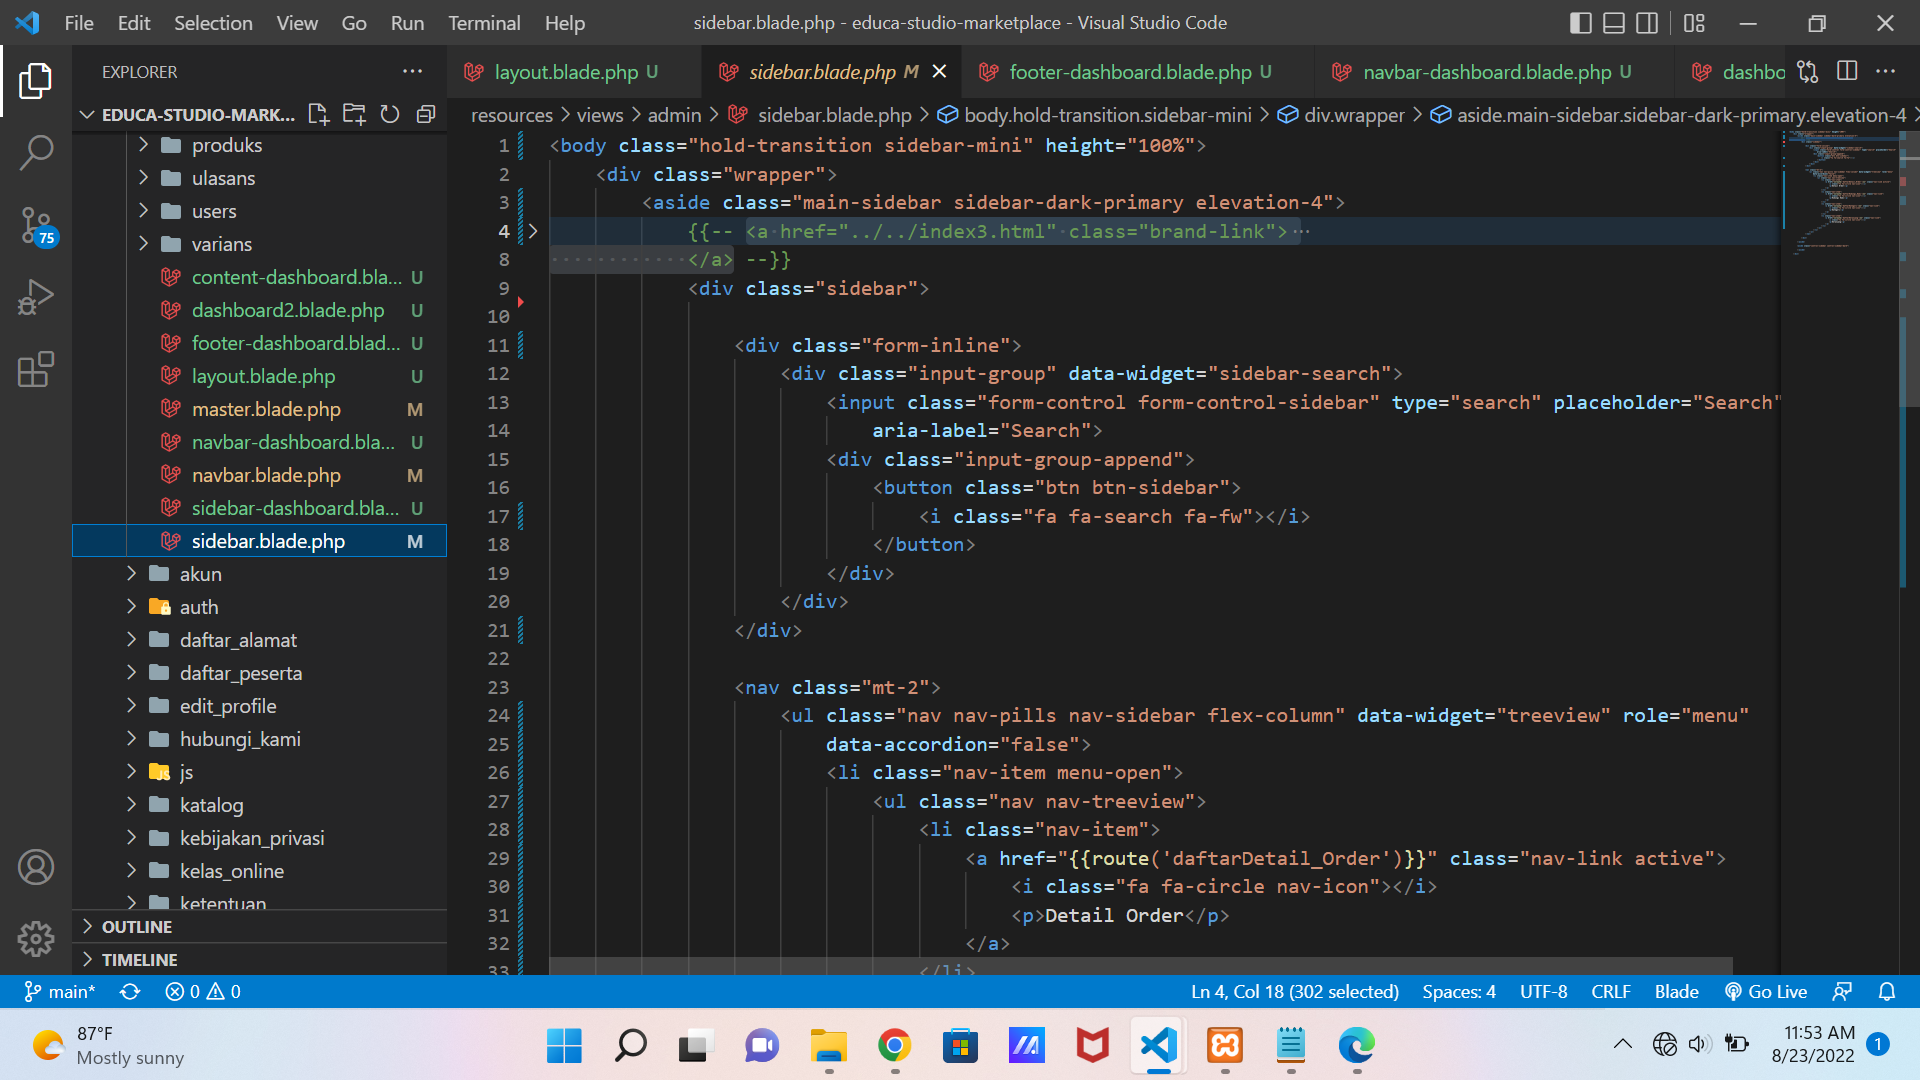 File Edit Selection View Go Run Terminal Help
sidebar.blade.php - educa-studio-marketplace - Visual Studio Code
EXPLORER
layout.blade.php U
sidebar.blade.php M
footer-dashboard.blade.php U
navbar-dashboard.blade.php U
dashbo
EDUCA-STUDIO-MARK...
resources > views > admin > sidebar.blade.php > body.hold-transition.sidebar-mini > div.wrapper > aside.main-sidebar.sidebar-dark-primary.elevation-4 >
produks
ulasans
users
varians
content-dashboard.bla... U
dashboard2.blade.php U
footer-dashboard.blad... U
layout.blade.php U
master.blade.php M
navbar-dashboard.bla... U
navbar.blade.php M
sidebar-dashboard.bla... U
sidebar.blade.php M
akun
auth
daftar_alamat
daftar_peserta
edit_profile
hubungi_kami
js
katalog
kebijakan_privasi
kelas_online
ketentuan
OUTLINE
TIMELINE
75
1 <body class="hold-transition sidebar-mini" height="100%">
2 <div class="wrapper">
3 <aside class="main-sidebar sidebar-dark-primary elevation-4">
4 {{-- <a href="../../index3.html" class="brand-link">...
8 </a> --}}
9 <div class="sidebar">
10
11 <div class="form-inline">
12 <div class="input-group" data-widget="sidebar-search">
13 <input class="form-control form-control-sidebar" type="search" placeholder="Search"
14 aria-label="Search">
15 <div class="input-group-append">
16 <button class="btn btn-sidebar">
17 <i class="fa fa-search fa-fw"></i>
18 </button>
19 </div>
20 </div>
21 </div>
22
23 <nav class="mt-2">
24 <ul class="nav nav-pills nav-sidebar flex-column" data-widget="treeview" role="menu"
25 data-accordion="false">
26 <li class="nav-item menu-open">
27 <ul class="nav nav-treeview">
28 <li class="nav-item">
29 <a href="{{route('daftarDetail_Order')}}" class="nav-link active">
30 <i class="fa fa-circle nav-icon"></i>
31 <p>Detail Order</p>
32 </a>
33 </li>
main* 0 0
Ln 4, Col 18 (302 selected) Spaces: 4 UTF-8 CRLF Blade Go Live
87°F
Mostly sunny
11:53 AM
8/23/2022
1